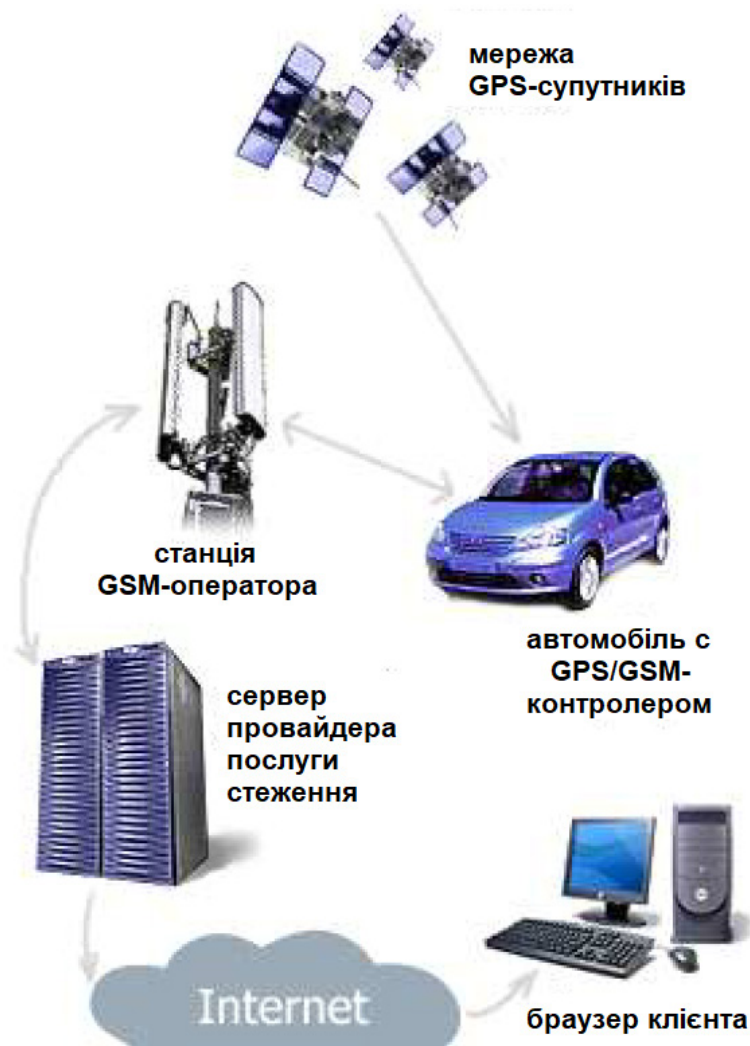 мережа
GPS-супутників
станція
GSM-оператора
автомобіль с
GPS/GSM-
контролером
сервер
провайдера
послуги
стеження
Internet
браузер клієнта